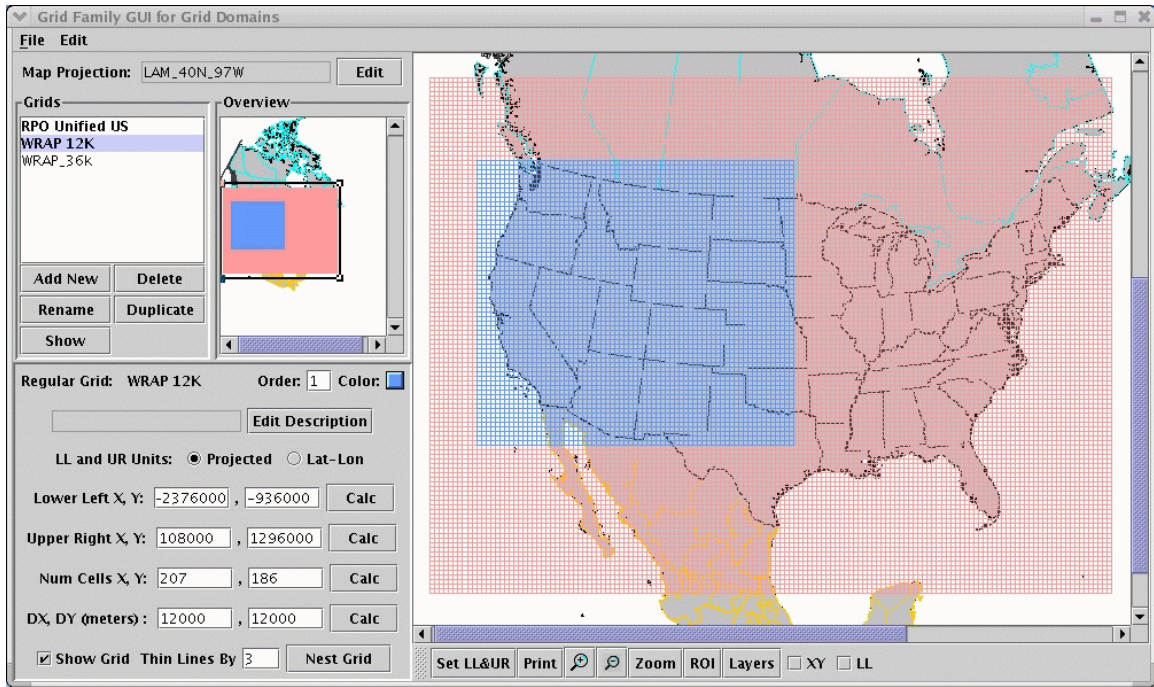 Grid Family GUI for Grid Domains
File Edit
Map Projection: LAM_40N_97W Edit
Grids
RPO Unified US
WRAP 12K
WRAP_36k
Add New Delete
Rename Duplicate
Show
Overview
Regular Grid: WRAP 12K Order: 1 Color:
Edit Description
LL and UR Units: Projected Lat-Lon
Lower Left X, Y: -2376000 , -936000 Calc
Upper Right X, Y: 108000 , 1296000 Calc
Num Cells X, Y: 207 , 186 Calc
DX, DY (meters) : 12000 , 12000 Calc
Show Grid Thin Lines By 3 Nest Grid
Set LL&UR Print Zoom ROI Layers XY LL